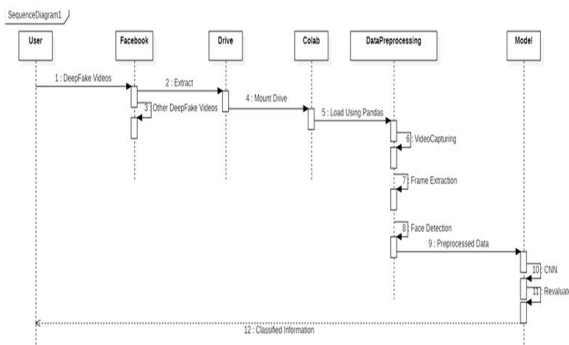 SequenceDiagram1
User
Facebook
Drive
Colab
DataPreprocessing
Model
1 : DeepFake Videos
2 : Extract
3 : Other DeepFake Videos
4 : Mount Drive
5 : Load Using Pandas
6 : VideoCapturing
7 : Frame Extraction
8 : Face Detection
9 : Preprocessed Data
10 : CNN
11 : Revaluat
12 : Classified Information